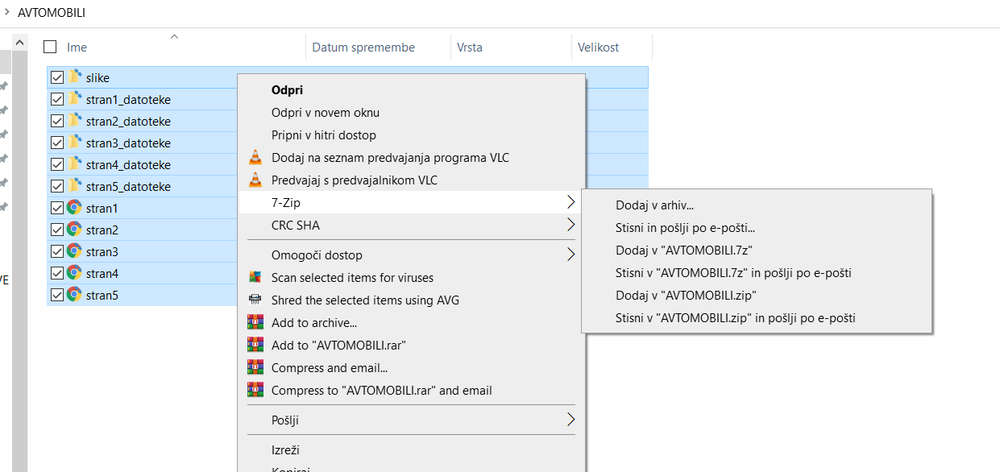 AVTOMOBILI
Ime Datum spremembe Vrsta Velikost
slike
stran1_datoteke
stran2_datoteke
stran3_datoteke
stran4_datoteke
stran5_datoteke
stran1
stran2
stran3
stran4
stran5
VE
Odpri
Odpri v novem oknu
Pripni v hitri dostop
Dodaj na seznam predvajanja programa VLC
Predvajaj s predvajalnikom VLC
7-Zip
CRC SHA
Omogoči dostop
Scan selected items for viruses
Shred the selected items using AVG
Add to archive...
Add to "AVTOMOBILI.rar"
Compress and email...
Compress to "AVTOMOBILI.rar" and email
Pošlji
Izreži
Kopiraj
Dodaj v arhiv...
Stisni in pošlji po e-pošti...
Dodaj v "AVTOMOBILI.7z"
Stisni v "AVTOMOBILI.7z" in pošlji po e-pošti
Dodaj v "AVTOMOBILI.zip"
Stisni v "AVTOMOBILI.zip" in pošlji po e-pošti